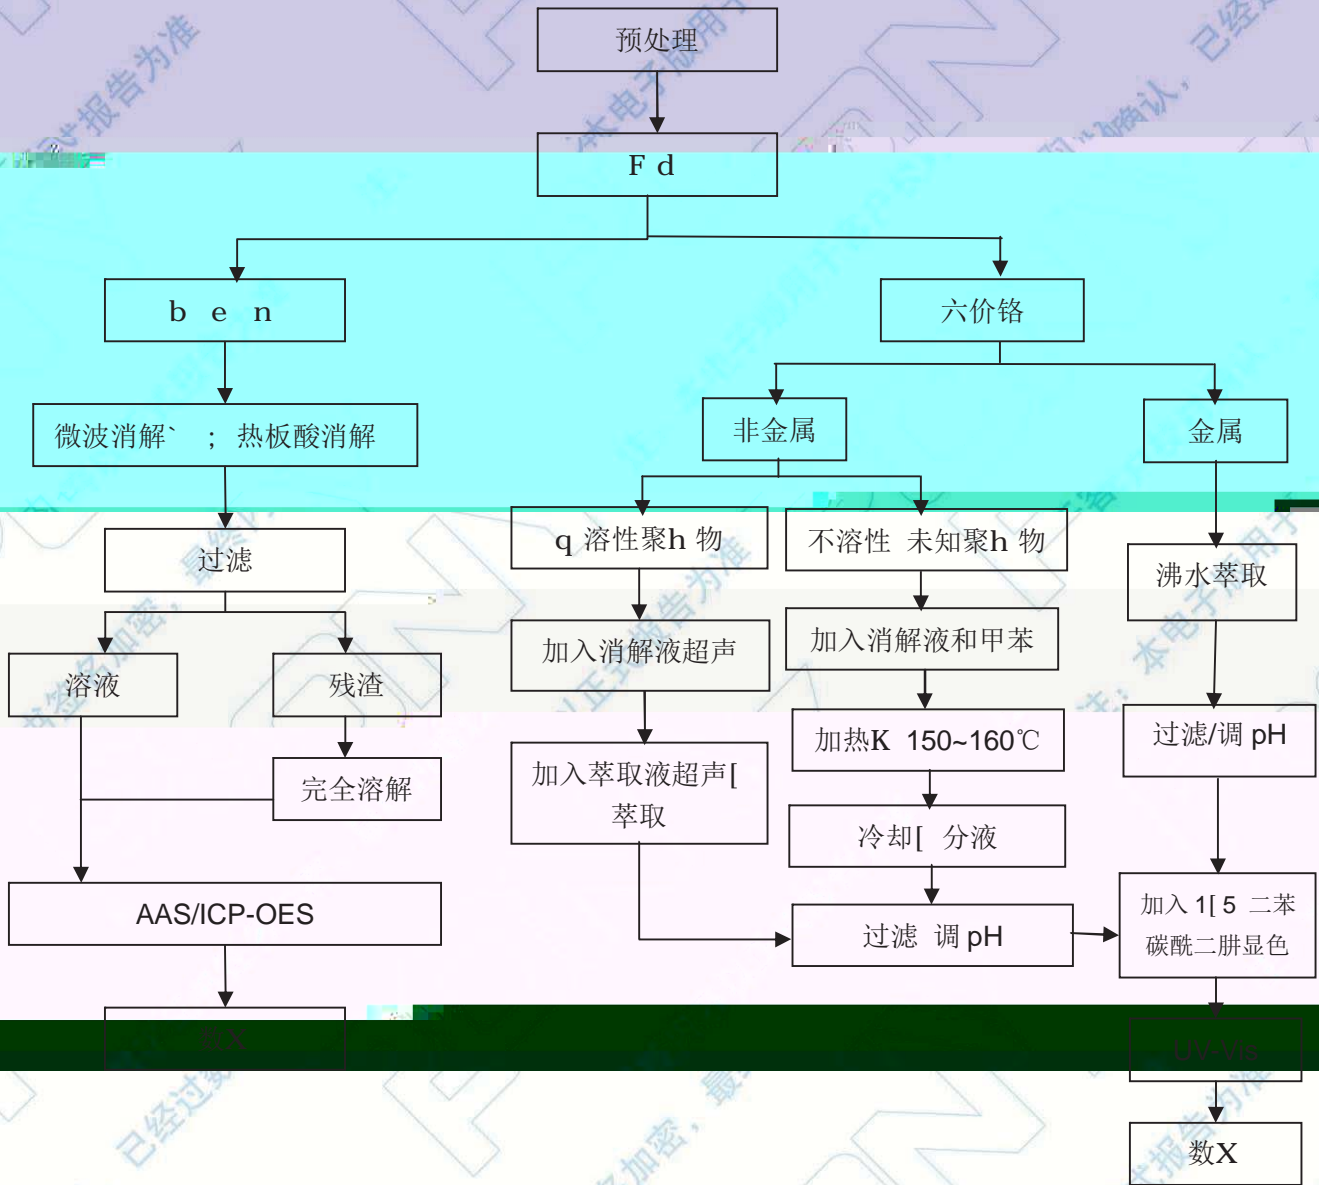 预处理
F d
b e n
六价铬
微波消解` ; 热板酸消解
非金属
金属
过滤
q 溶性聚h 物
不溶性 未知聚h 物
沸水萃取
溶液
残渣
加入消解液超声
加入消解液和甲苯
完全溶解
加入萃取液超声[
萃取
加热K 150~160℃
过滤/调 pH
冷却[ 分液
AAS/ICP-OES
过滤 调 pH
加入 1[ 5 二苯
碳酰二肼显色
数X
UV-Vis
数X